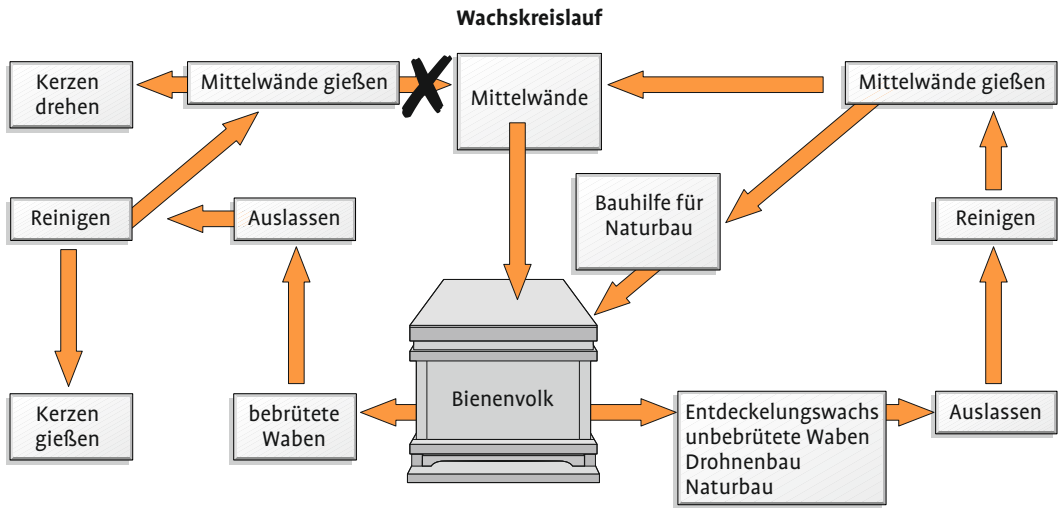 Wachskreislauf
Kerzen
drehen
Mittelwände gießen
Mittelwände
Mittelwände gießen
Reinigen
Auslassen
Bauhilfe für
Naturbau
Reinigen
Kerzen
gießen
bebrütete
Waben
Bienenvolk
Entdeckelungswachs
unbebrütete Waben
Drohnenbau
Naturbau
Auslassen